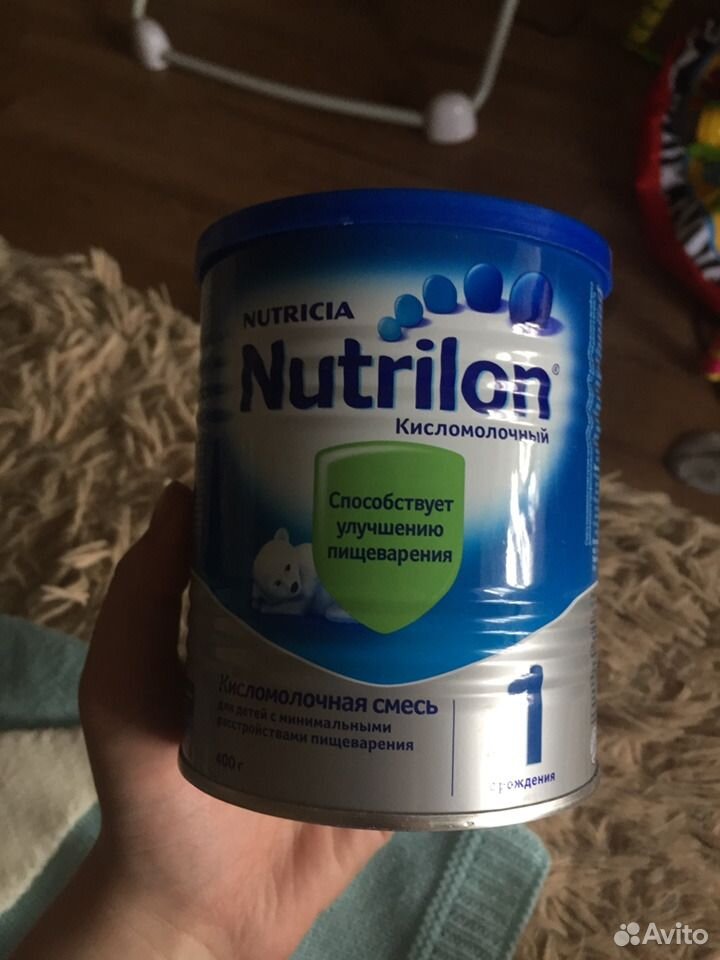 NUTRICIA
Nutrilon®
Кисломолочный
Способствует
улучшению
пищеварения
Кисломолочная смесь
для детей с минимальными
расстройствами пищеварения
400 г
1
с рождения
Avito